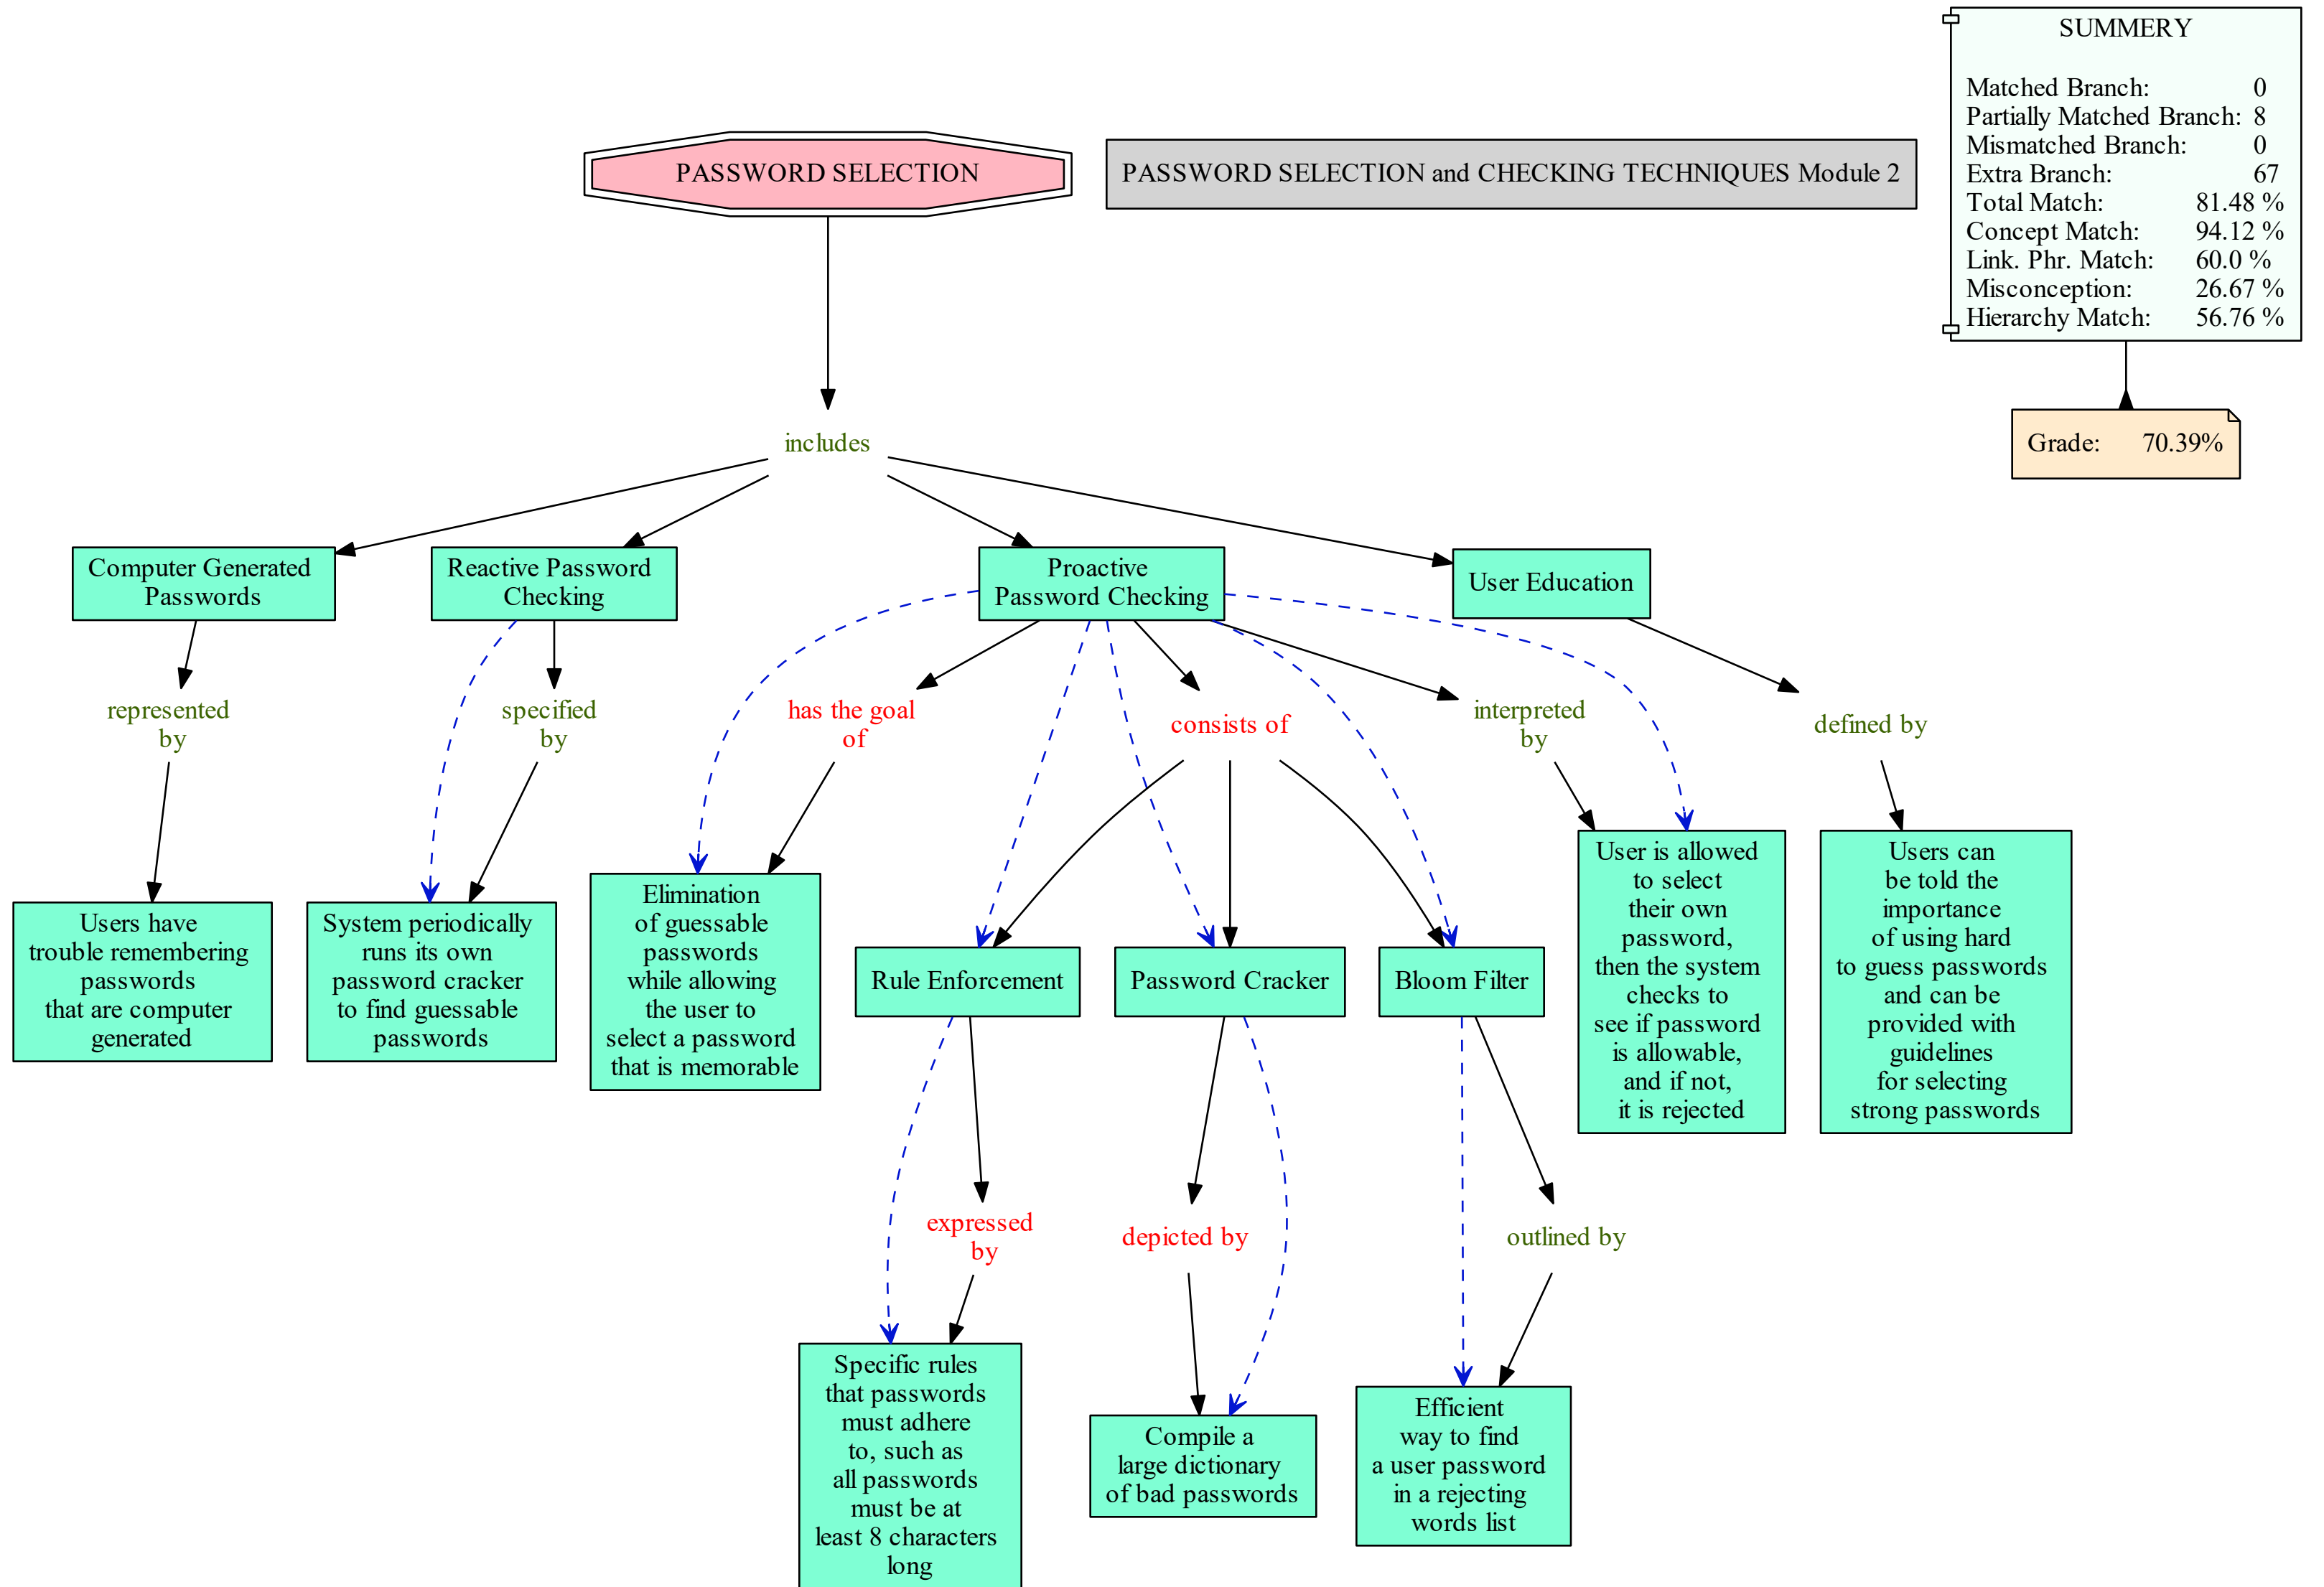 SUMMERY
Matched Branch: 0
Partially Matched Branch: 8
Mismatched Branch: 0
Extra Branch: 67
Total Match: 81.48 %
Concept Match: 94.12 %
Link. Phr. Match: 60.0 %
Misconception: 26.67 %
Hierarchy Match: 56.76 %
PASSWORD SELECTION
PASSWORD SELECTION and CHECKING TECHNIQUES Module 2
includes
Grade: 70.39%
Computer Generated
Passwords
Reactive Password
Checking
Proactive
Password Checking
User Education
represented
by
specified
by
has the goal
of
consists of
interpreted
by
defined by
Users have
trouble remembering
passwords
that are computer
generated
System periodically
runs its own
password cracker
to find guessable
passwords
Elimination
of guessable
passwords
while allowing
the user to
select a password
that is memorable
Rule Enforcement
Password Cracker
Bloom Filter
User is allowed
to select
their own
password,
then the system
checks to
see if password
is allowable,
and if not,
it is rejected
Users can
be told the
importance
of using hard
to guess passwords
and can be
provided with
guidelines
for selecting
strong passwords
expressed
by
depicted by
outlined by
Specific rules
that passwords
must adhere
to, such as
all passwords
must be at
least 8 characters
long
Compile a
large dictionary
of bad passwords
Efficient
way to find
a user password
in a rejecting
words list